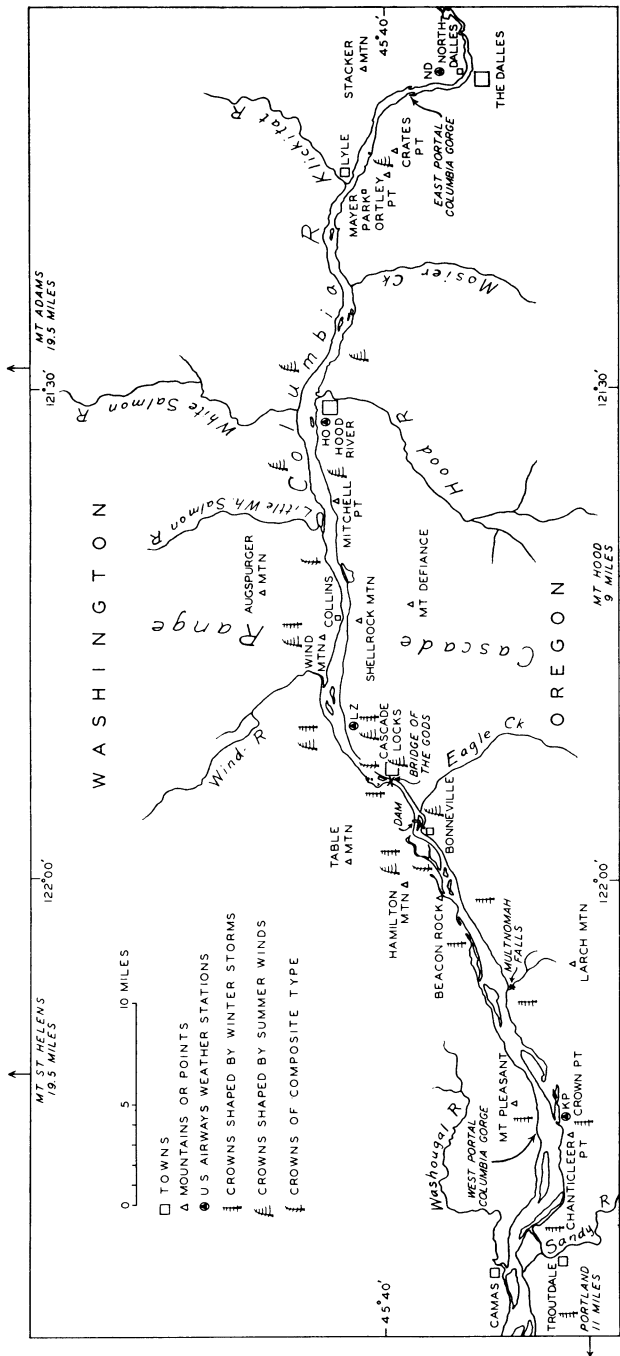 MT ST HELENS
19.5 MILES
122°00'
MT ADAMS
19.5 MILES
121°30'
WASHINGTON
0 5 10 MILES
TOWNS
MOUNTAINS OR POINTS
US AIRWAYS WEATHER STATIONS
CROWNS SHAPED BY WINTER STORMS
CROWNS SHAPED BY SUMMER WINDS
CROWNS OF COMPOSITE TYPE
45°40'
45°40'
Washougal R
Wind R
Little Wh. Salmon
R
White Salmon
R
Klickitat
R
Columbia R
Cascade
Range
TABLE
MTN
AUGSPURGER
MTN
WIND
MTN
COLLINS
HAMILTON
MTN
BEACON ROCK
DAM
BONNEVILLE
Eagle Ck
CASCADE
LOCKS
BRIDGE OF
THE GODS
LZ
SHELLROCK MTN
MT DEFIANCE
MITCHELL
PT
HO
HOOD
RIVER
Hood R
Mosier Ck
MAYER
PARK
ORTLEY
PT
LYLE
CRATES
PT
EAST PORTAL
COLUMBIA GORGE
STACKER
MTN
ND
NORTH
DALLES
THE DALLES
CAMAS
WEST PORTAL
COLUMBIA GORGE
MT PLEASANT
MULTNOMAH
FALLS
LARCH MTN
KP
CROWN PT
CHANTICLEER
PT
Sandy R
TROUTDALE
PORTLAND
11 MILES
OREGON
122°00'
MT HOOD
9 MILES
121°30'